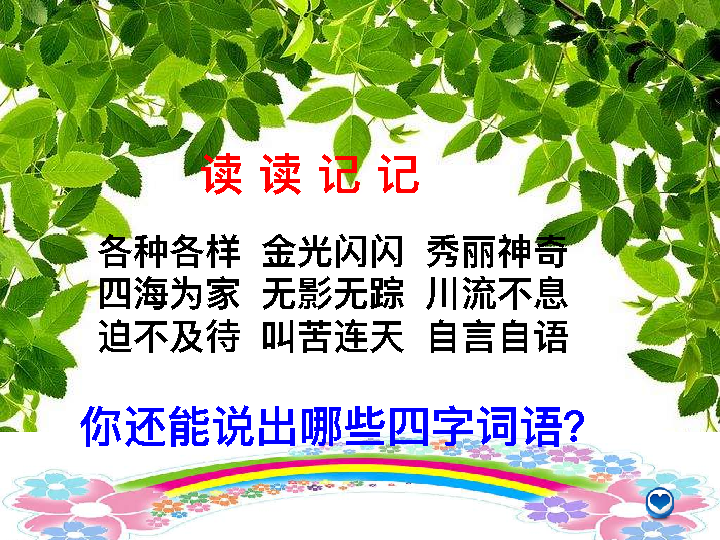 读 读 记 记
各种各样 金光闪闪 秀丽神奇
四海为家 无影无踪 川流不息
迫不及待 叫苦连天 自言自语
你还能说出哪些四字词语?